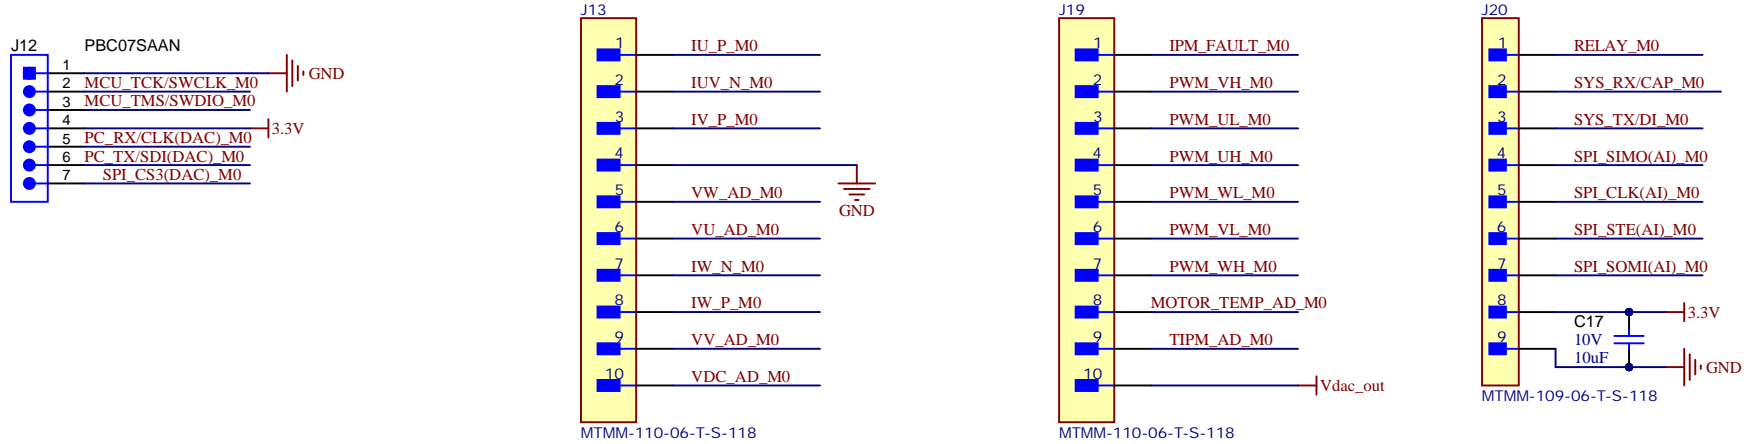 J12 PBC07SAAN
1 GND
2 MCU_TCK/SWCLK_M0
3 MCU_TMS/SWDIO_M0
4 3.3V
5 PC_RX/CLK(DAC)_M0
6 PC_TX/SDI(DAC)_M0
7 SPI_CS3(DAC)_M0
J13
1 IU_P_M0
2 IUV_N_M0
3 IV_P_M0
4 GND
5 VW_AD_M0
6 VU_AD_M0
7 IW_N_M0
8 IW_P_M0
9 VV_AD_M0
10 VDC_AD_M0
MTMM-110-06-T-S-118
J19
1 IPM_FAULT_M0
2 PWM_VH_M0
3 PWM_UL_M0
4 PWM_UH_M0
5 PWM_WL_M0
6 PWM_VL_M0
7 PWM_WH_M0
8 MOTOR_TEMP_AD_M0
9 TIPM_AD_M0
10 Vdac_out
MTMM-110-06-T-S-118
J20
1 RELAY_M0
2 SYS_RX/CAP_M0
3 SYS_TX/DI_M0
4 SPI_SIMO(AI)_M0
5 SPI_CLK(AI)_M0
6 SPI_STE(AI)_M0
7 SPI_SOMI(AI)_M0
8 3.3V
C17
10V
10uF
9 GND
MTMM-109-06-T-S-118